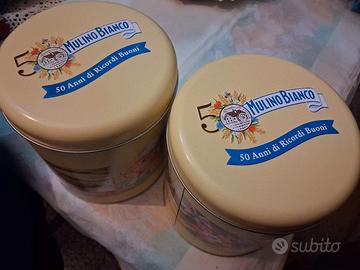 50 MULINO BIANCO
50 Anni di Ricordi Buoni
50 MULINO BIANCO
50 Anni di Ricordi Buoni
subito